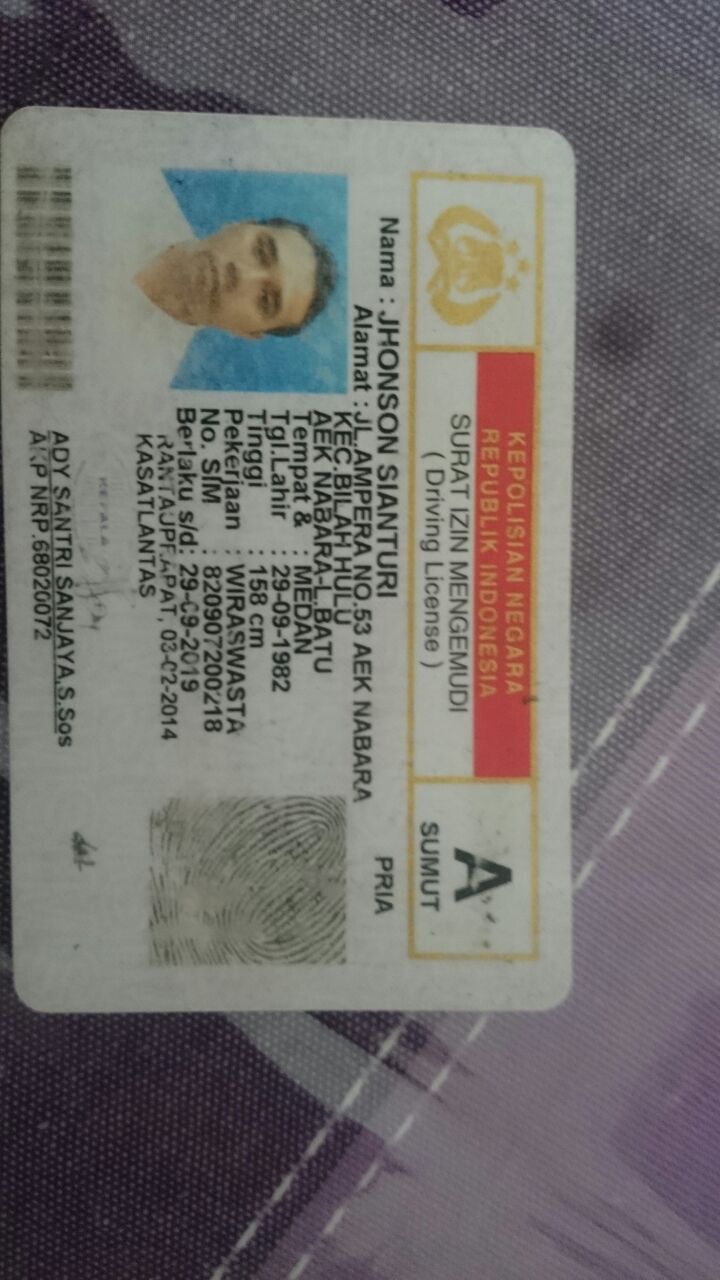 KEPOLISIAN NEGARA
REPUBLIK INDONESIA
SURAT IZIN MENGEMUDI
( Driving License )
A
SUMUT
Nama : JHONSON SIANTURI PRIA
Alamat : JL.AMPERA NO.53 AEK NABARA
KEC.BILAH HULU
AEK NABARA-L.BATU
Tempat & : MEDAN
Tgl.Lahir : 29-09-1982
Tinggi : 158 cm
Pekerjaan : WIRASWASTA
No. SIM : 820907200218
Berlaku s/d: 29-09-2019
RANTAUPRAPAT, 03-02-2014
KASATLANTAS
KEPALA
ADY SANTRI SANJAYA.S.Sos
AKP NRP.68020072